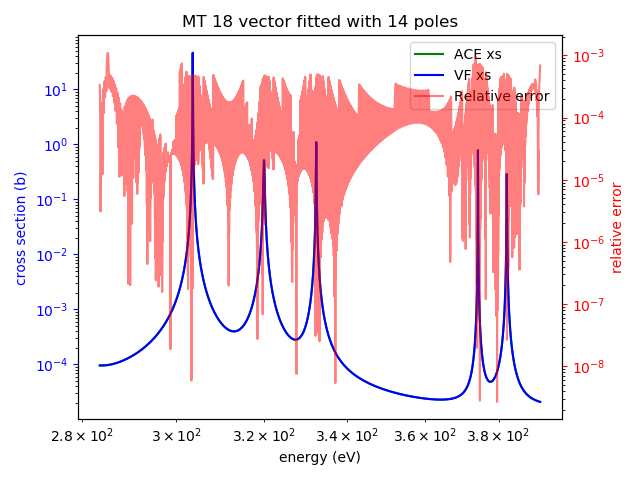 MT 18 vector fitted with 14 poles
ACE xs
VF xs
Relative error
cross section (b)
10¹
10⁰
10⁻¹
10⁻²
10⁻³
10⁻⁴
relative error
10⁻³
10⁻⁴
10⁻⁵
10⁻⁶
10⁻⁷
10⁻⁸
2.8 × 10² 3 × 10² 3.2 × 10² 3.4 × 10² 3.6 × 10² 3.8 × 10²
energy (eV)